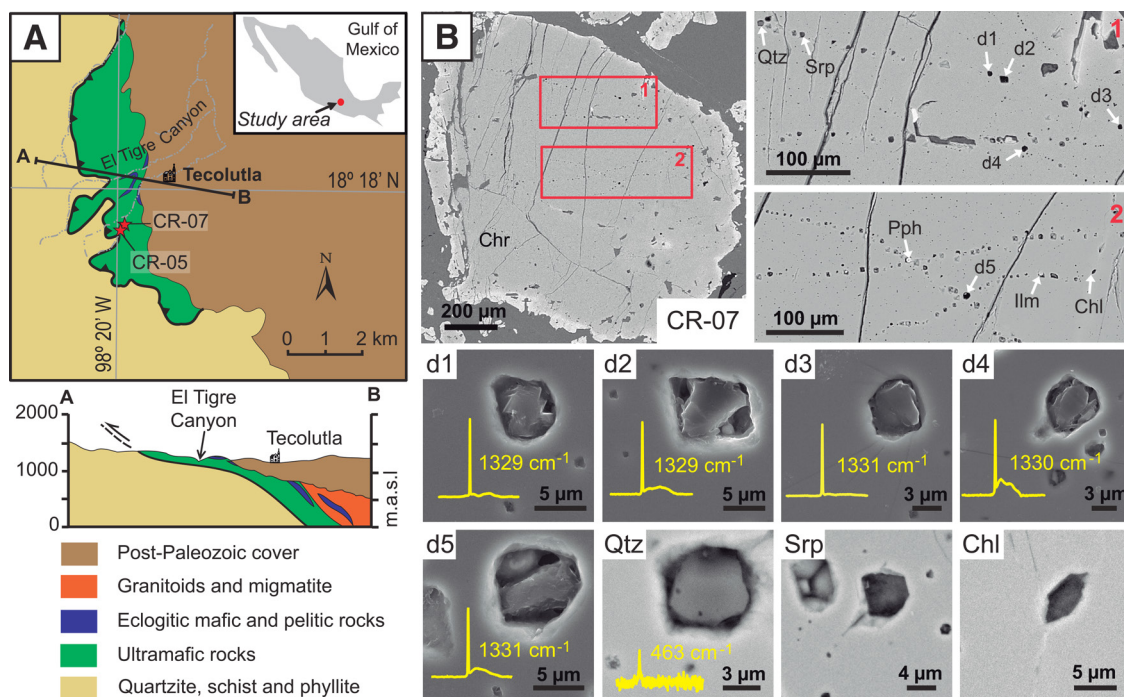 A
Gulf of
Mexico
Study area
El Tigre Canyon
A
Tecolutla
B
18º 18’ N
CR-07
CR-05
98º 20’ W
N
0 1 2 km
B
1
2
Chr
200 µm
CR-07
1
Qtz
Srp
d1
d2
d3
d4
100 µm
2
Pph
d5
Ilm
Chl
100 µm
A
El Tigre
Canyon
Tecolutla
B
2000
1000
0
m.a.s.l
Post-Paleozoic cover
Granitoids and migmatite
Eclogitic mafic and pelitic rocks
Ultramafic rocks
Quartzite, schist and phyllite
d1
1329 cm⁻¹
5 µm
d2
1329 cm⁻¹
5 µm
d3
1331 cm⁻¹
3 µm
d4
1330 cm⁻¹
3 µm
d5
1331 cm⁻¹
5 µm
Qtz
463 cm⁻¹
3 µm
Srp
4 µm
Chl
5 µm